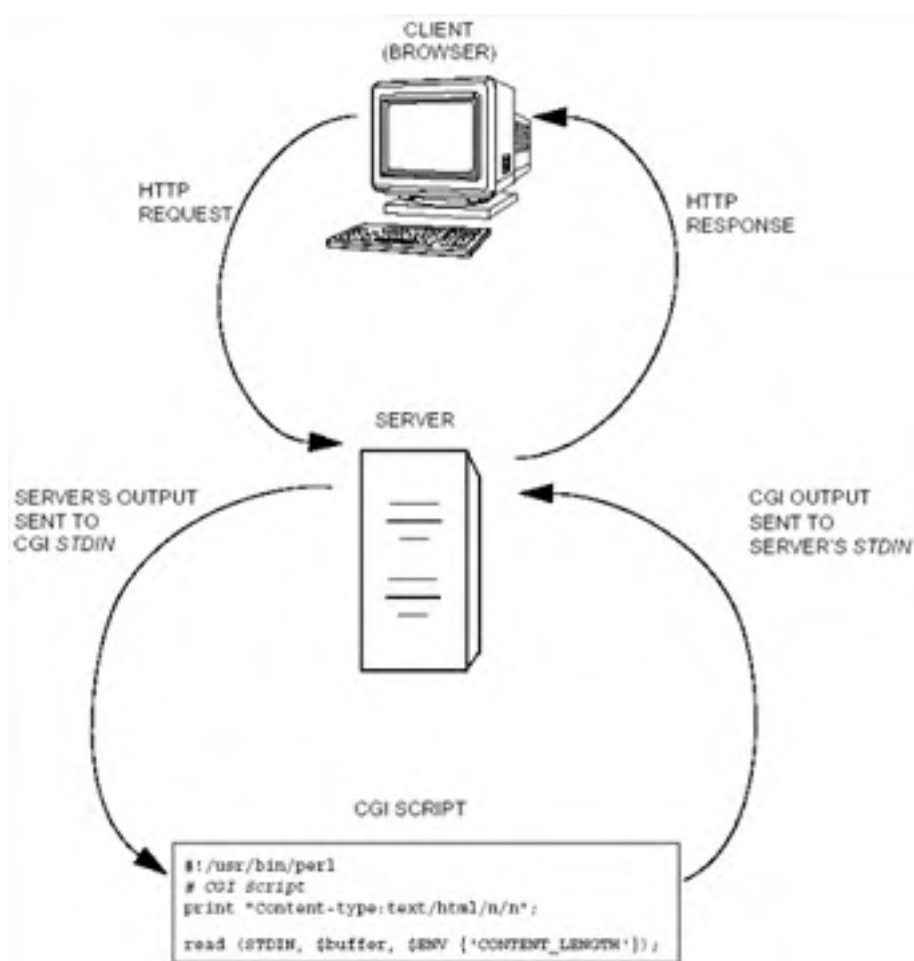 CLIENT
(BROWSER)
HTTP
REQUEST
HTTP
RESPONSE
SERVER
SERVER'S OUTPUT
SENT TO
CGI STDIN
CGI OUTPUT
SENT TO
SERVER'S STDIN
CGI SCRIPT
#!/usr/bin/perl
# CGI Script
print "Content-type:text/html/n/n";
read (STDIN, $buffer, $ENV {'CONTENT_LENGTH'});